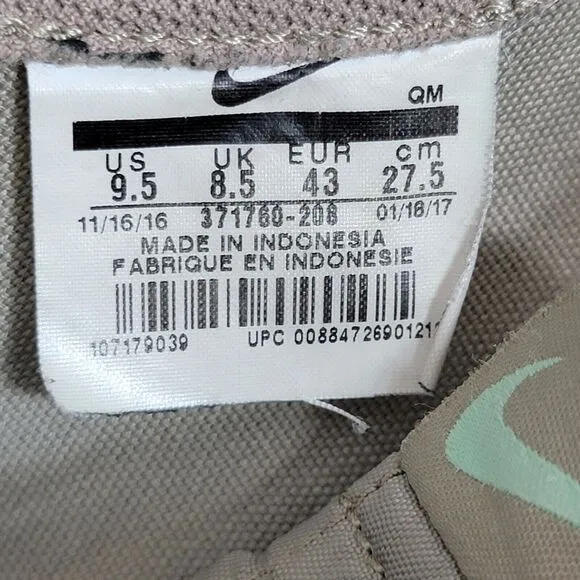 QM
US UK EUR cm
9.5 8.5 43 27.5
11/16/16 371760-208 01/18/17
MADE IN INDONESIA
FABRIQUE EN INDONESIE
107179039 UPC 0088472690121